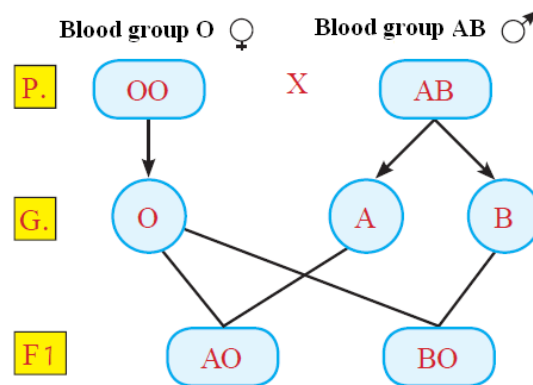 Blood group O ♀ Blood group AB ♂
P. OO X AB
G. O A B
F1 AO BO